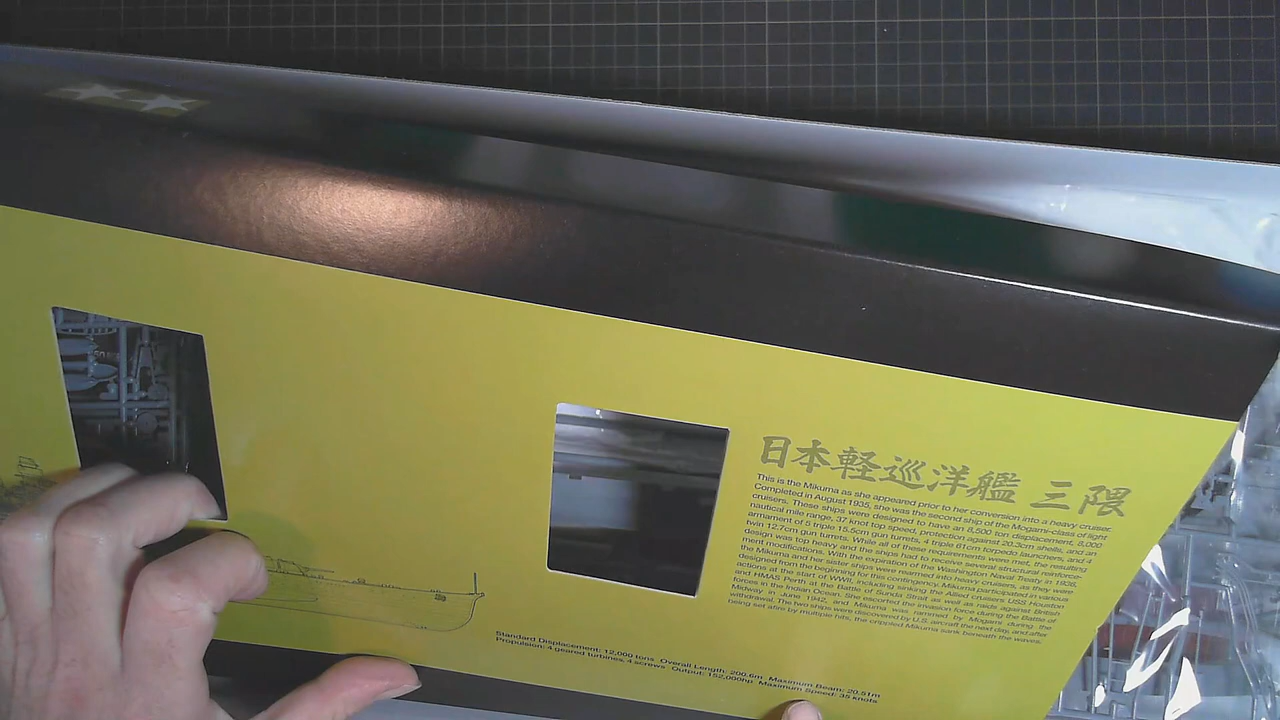 日本軽巡洋艦 三隈
This is the Mikuma as she appeared prior to her conversion into a heavy cruiser.
Completed in August 1935, she was the second ship of the Mogami-class of light
cruisers. These ships were designed to have an 8,500 ton displacement, 8,000
nautical mile range, 37 knot top speed, protection against 20.3cm shells, and an
armament of 5 triple 15.5cm gun turrets, 4 triple 61cm torpedo launchers, and 4
twin 12.7cm gun turrets. While all of these requirements were met, the resulting
design was top heavy and the ships had to receive several structural reinforce-
ment modifications. With the expiration of the Washington Naval Treaty in 1936,
the Mikuma and her sister ships were rearmed into heavy cruisers, as they were
designed from the beginning for this contingency. Mikuma participated in various
actions at the start of WWII, including sinking the Allied cruisers USS Houston
and HMAS Perth at the Battle of Sunda Strait as well as raids against British
forces in the Indian Ocean. She escorted the invasion force during the Battle of
Midway in June 1942, and Mikuma was rammed by Mogami during the
withdrawal. The two ships were discovered by U.S. aircraft the next day, and after
being set afire by multiple hits, the crippled Mikuma sank beneath the waves.
Standard Displacement: 12,000 tons Overall Length: 200.6m Maximum Beam: 20.51m
Propulsion: 4 geared turbines, 4 screws Output: 152,000hp Maximum Speed: 35 knots